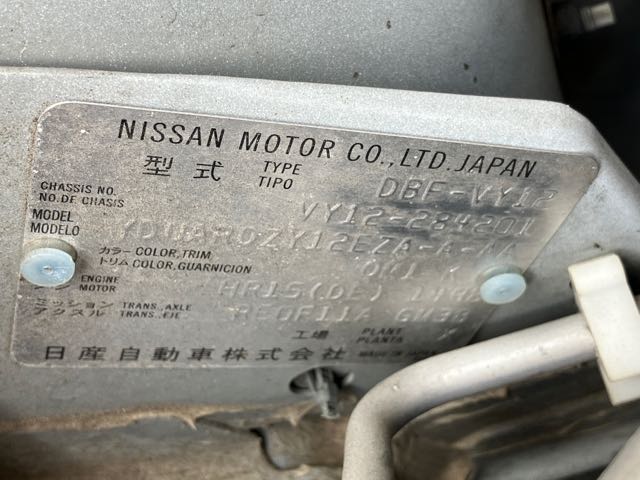 NISSAN MOTOR CO.,LTD.JAPAN
型式 TYPE TIPO DBF-VY12
CHASSIS NO. NO.DE CHASIS VY12-284201
MODEL MODELO
カラー COLOR,TRIM
トリム COLOR,GUARNICION
ENGINE MOTOR HR15(DE)
ミッション TRANS.,AXLE
アクスル TRANS.,EJE RE0F11A
工場 PLANT PLANTA
日産自動車株式会社 MADE IN JAPAN